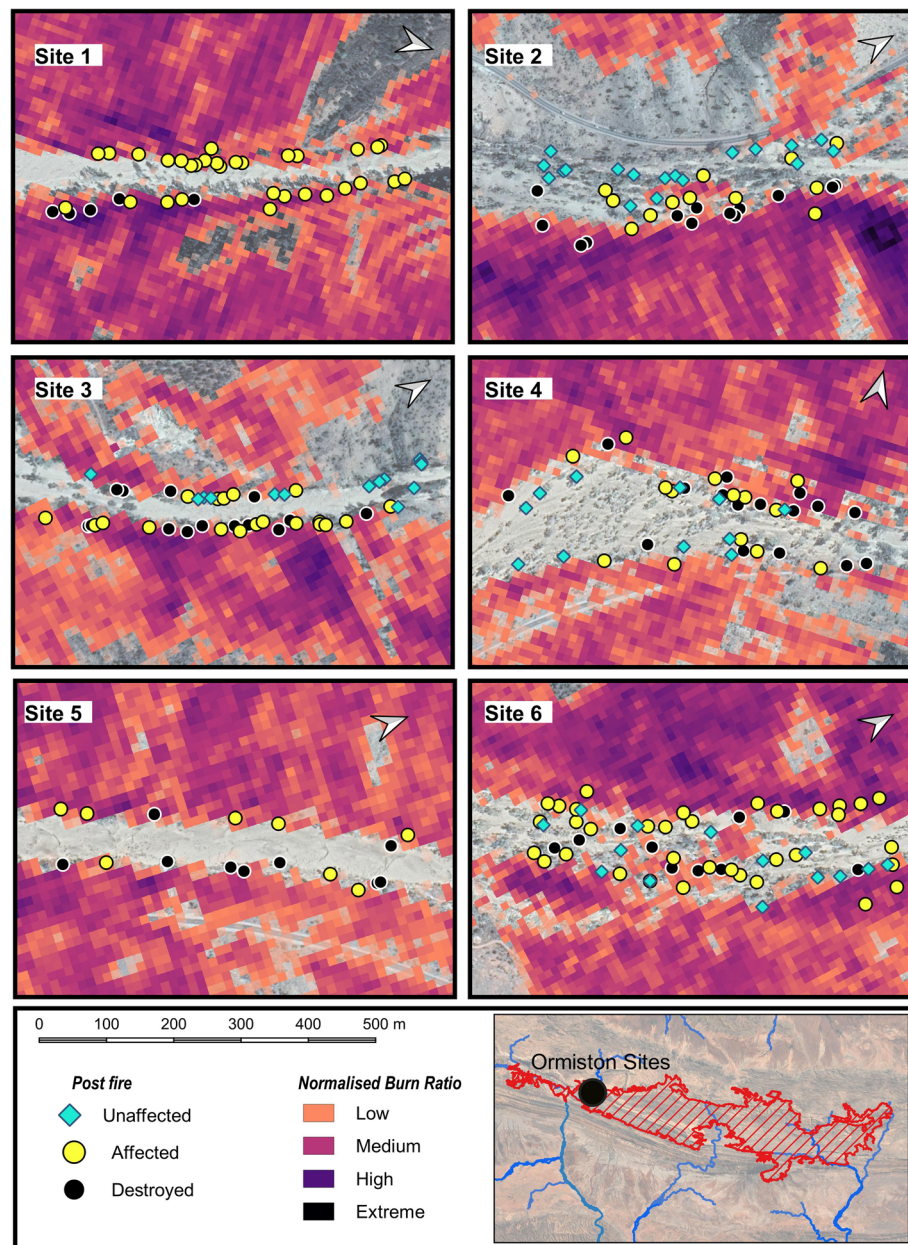 Site 1
Site 2
Site 3
Site 4
Site 5
Site 6
0 100 200 300 400 500 m
Post fire
Unaffected
Affected
Destroyed
Normalised Burn Ratio
Low
Medium
High
Extreme
Ormiston Sites